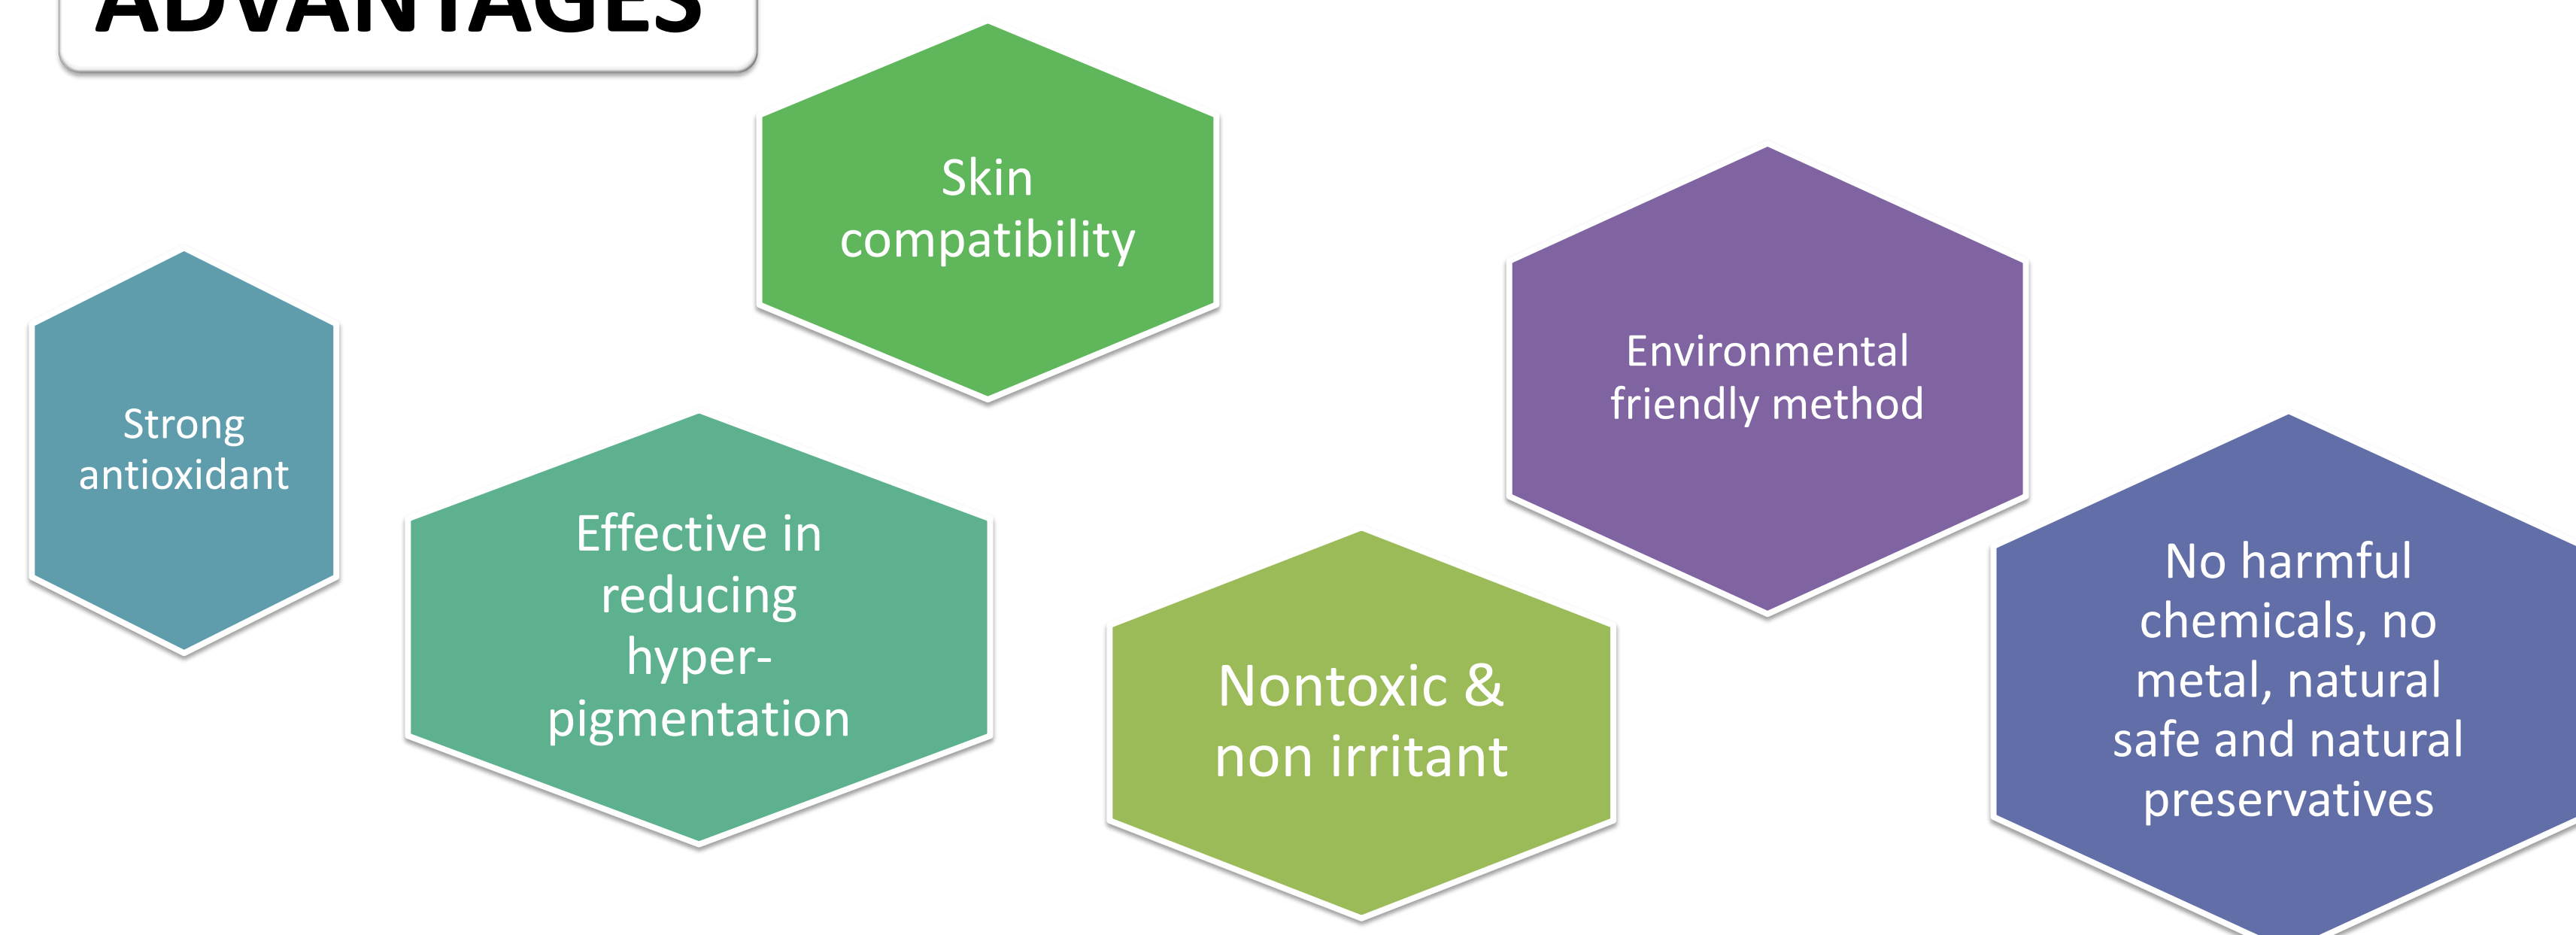 ADVANTAGES
Skin
compatibility
Environmental
friendly method
Strong
antioxidant
Effective in
reducing
hyper-
pigmentation
Nontoxic &
non irritant
No harmful
chemicals, no
metal, natural
safe and natural
preservatives